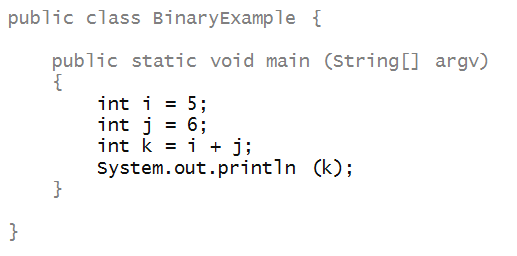 public class BinaryExample {
    public static void main (String[] argv)
    {
        int i = 5;
        int j = 6;
        int k = i + j;
        System.out.println (k);
    }
}